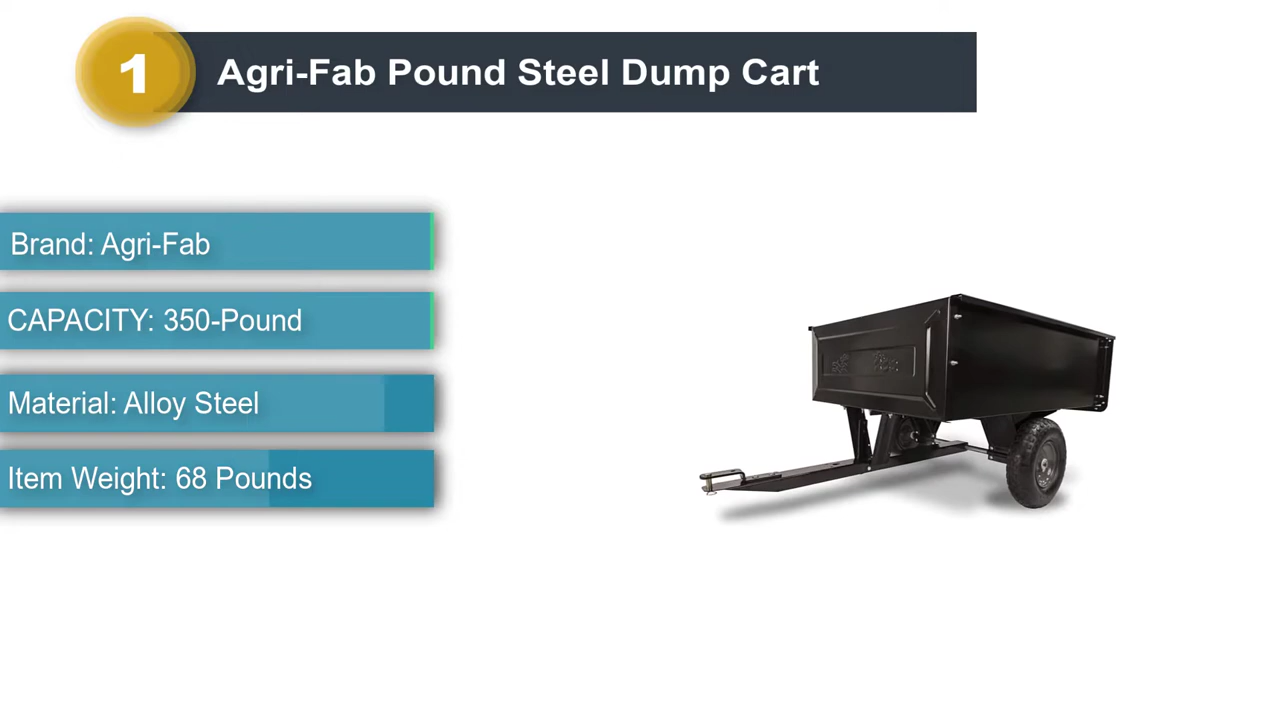 1
Agri-Fab Pound Steel Dump Cart
Brand: Agri-Fab
CAPACITY: 350-Pound
Material: Alloy Steel
Item Weight: 68 Pounds